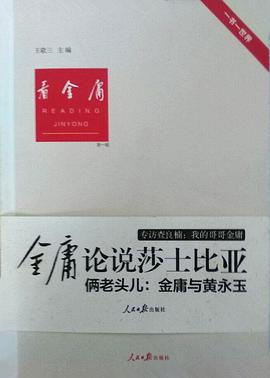 一书一世界
王敬三 主编
看金庸
READING
JINYONG
第一辑
专访查良楠：我的哥哥金庸
金庸论说莎士比亚
俩老头儿：金庸与黄永玉
人民日报出版社
人民日报出版社